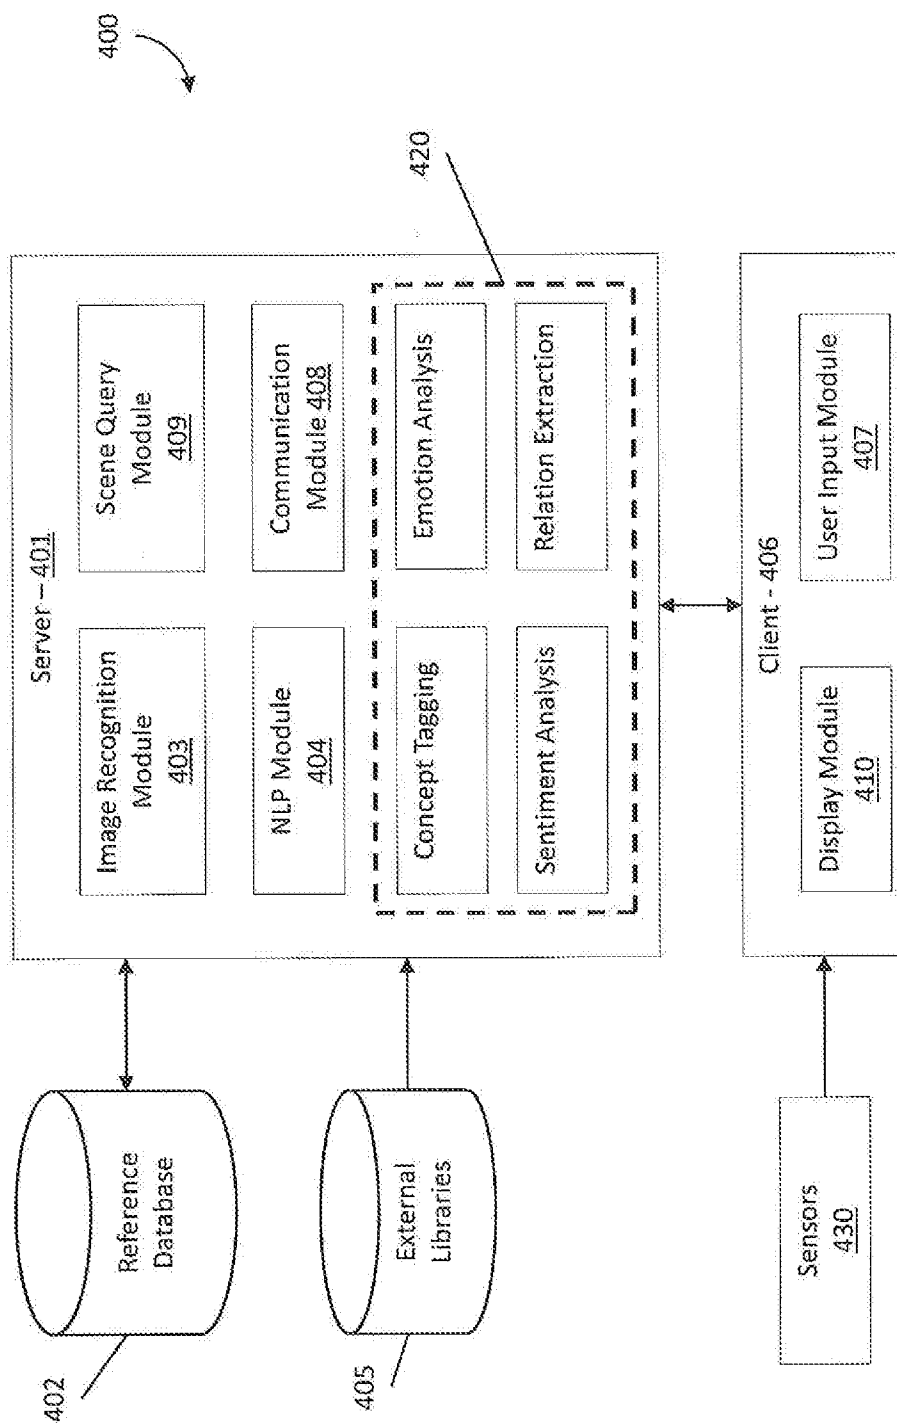 400
Server – 401
Image Recognition
Module
403
Scene Query
Module
409
NLP Module
404
Communication
Module 408
420
Concept Tagging
Emotion Analysis
Sentiment Analysis
Relation Extraction
402
Reference
Database
405
External
Libraries
Client - 406
Display Module
410
User Input Module
407
Sensors
430